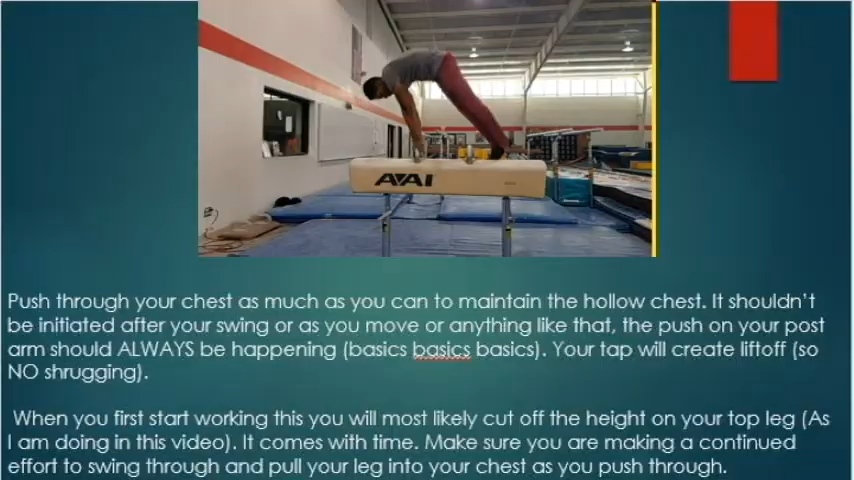 AAI
Push through your chest as much as you can to maintain the hollow chest. It shouldn't
be initiated after your swing or as you move or anything like that, the push on your post
arm should ALWAYS be happening (basics basics basics). Your tap will create liftoff (so
NO shrugging).
When you first start working this you will most likely cut off the height on your top leg (As
I am doing in this video). It comes with time. Make sure you are making a continued
effort to swing through and pull your leg into your chest as you push through.